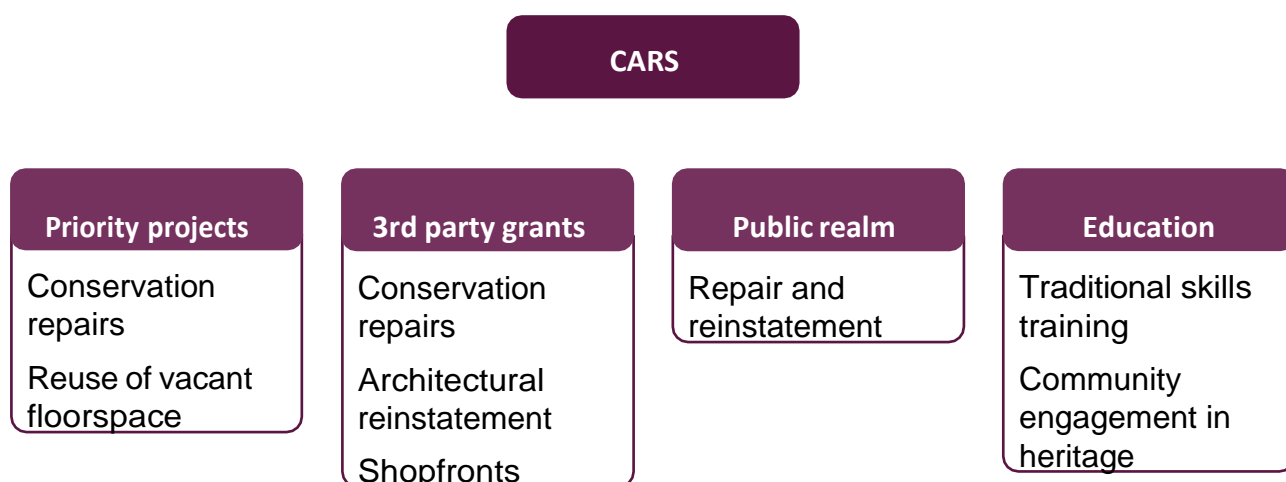 CARS
Priority projects
Conservation
repairs
Reuse of vacant
floorspace
3rd party grants
Conservation
repairs
Architectural
reinstatement
Shopfronts
Public realm
Repair and
reinstatement
Education
Traditional skills
training
Community
engagement in
heritage